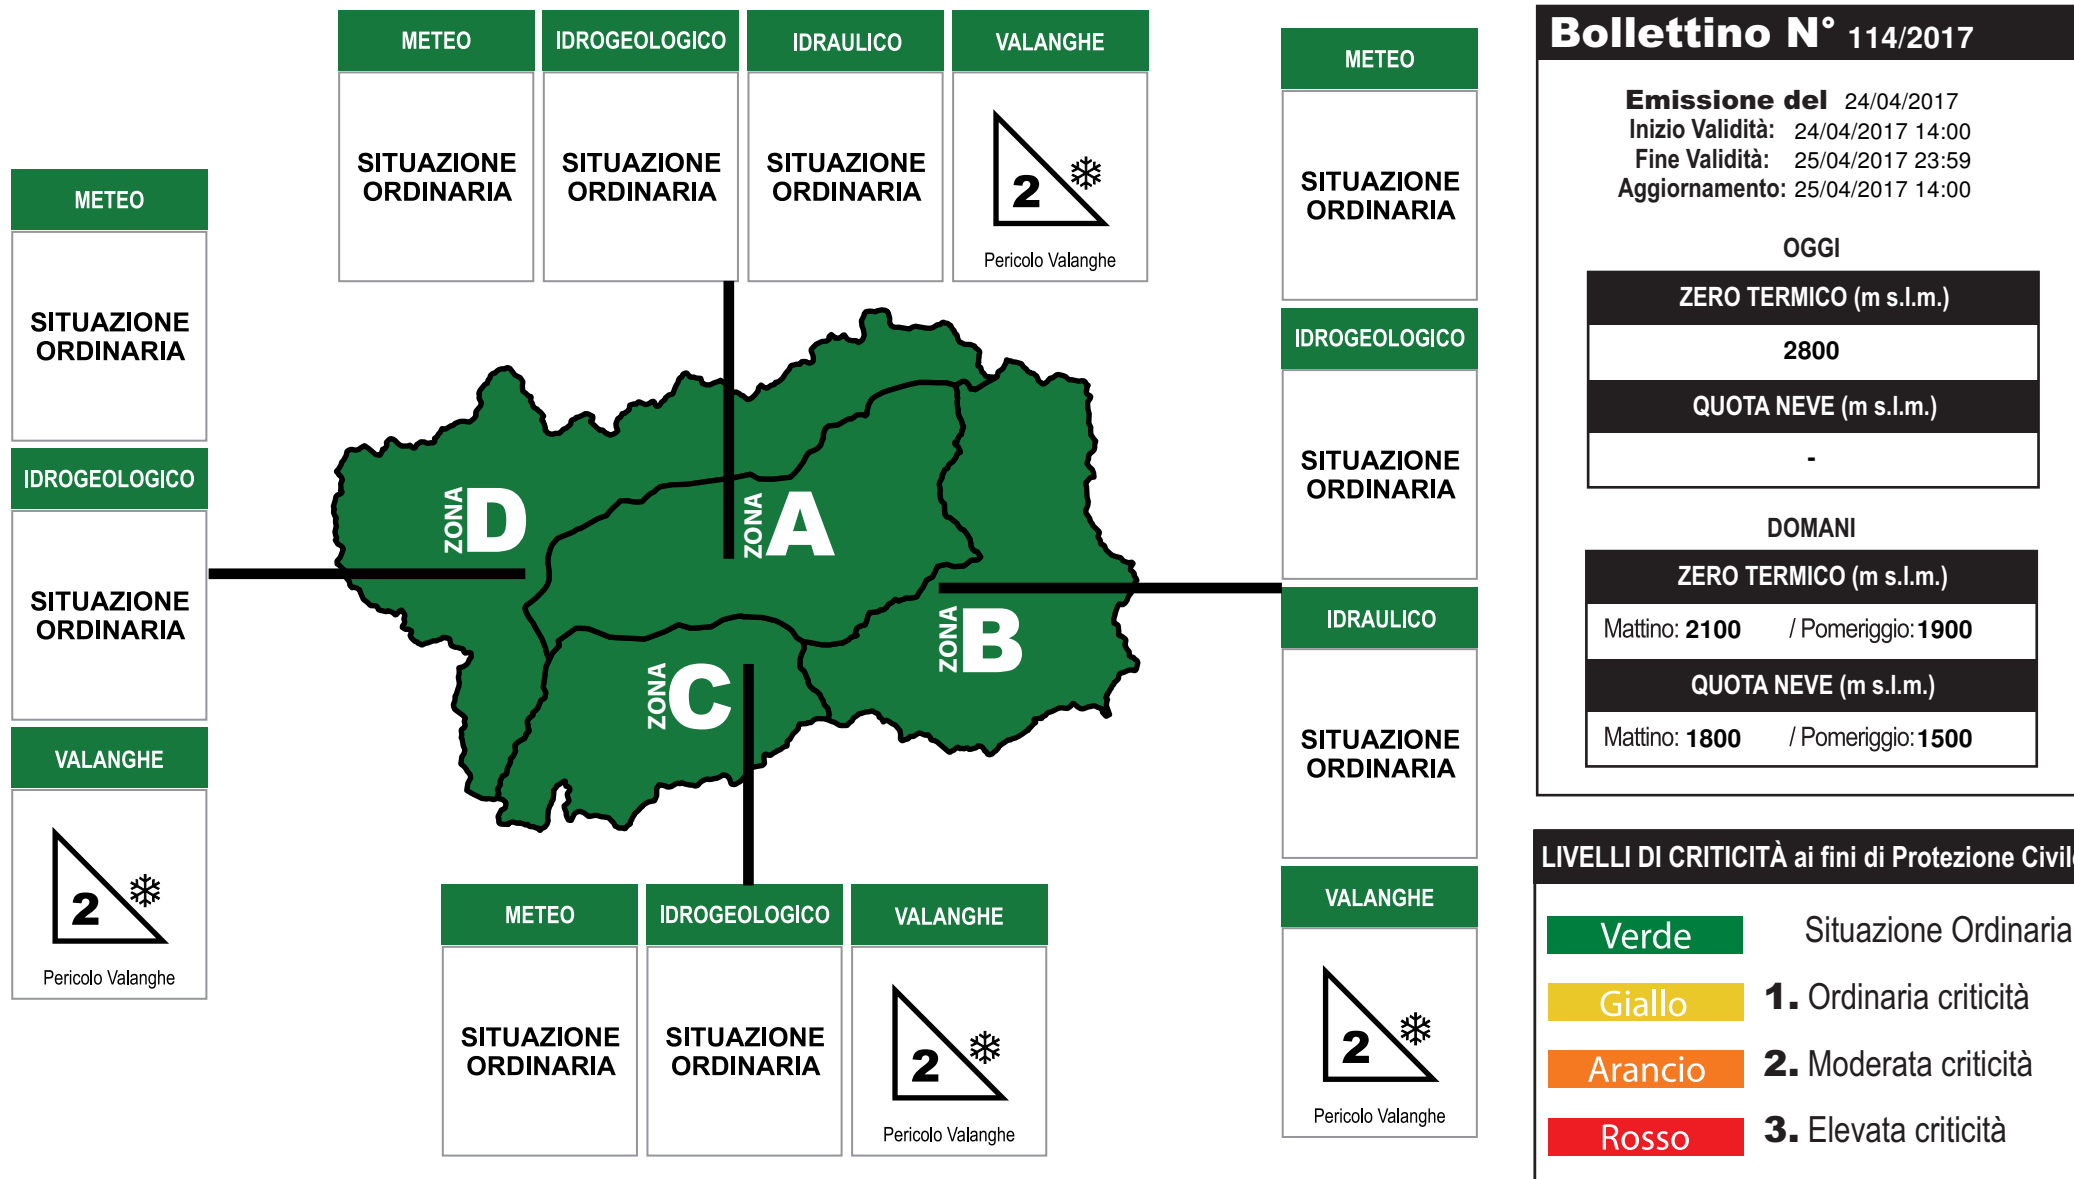 METEO
IDROGEOLOGICO
IDRAULICO
VALANGHE
SITUAZIONE
ORDINARIA
SITUAZIONE
ORDINARIA
SITUAZIONE
ORDINARIA
2
Pericolo Valanghe
METEO
SITUAZIONE
ORDINARIA
IDROGEOLOGICO
SITUAZIONE
ORDINARIA
VALANGHE
2
Pericolo Valanghe
ZONA D
ZONA A
ZONA B
ZONA C
METEO
IDROGEOLOGICO
VALANGHE
SITUAZIONE
ORDINARIA
SITUAZIONE
ORDINARIA
2
Pericolo Valanghe
METEO
SITUAZIONE
ORDINARIA
IDROGEOLOGICO
SITUAZIONE
ORDINARIA
IDRAULICO
SITUAZIONE
ORDINARIA
VALANGHE
2
Pericolo Valanghe
Bollettino N° 114/2017
Emissione del 24/04/2017
Inizio Validità: 24/04/2017 14:00
Fine Validità: 25/04/2017 23:59
Aggiornamento: 25/04/2017 14:00
OGGI
ZERO TERMICO (m s.l.m.)
2800
QUOTA NEVE (m s.l.m.)
-
DOMANI
ZERO TERMICO (m s.l.m.)
Mattino: 2100 / Pomeriggio: 1900
QUOTA NEVE (m s.l.m.)
Mattino: 1800 / Pomeriggio: 1500
LIVELLI DI CRITICITÀ ai fini di Protezione Civile
Verde Situazione Ordinaria
Giallo 1. Ordinaria criticità
Arancio 2. Moderata criticità
Rosso 3. Elevata criticità